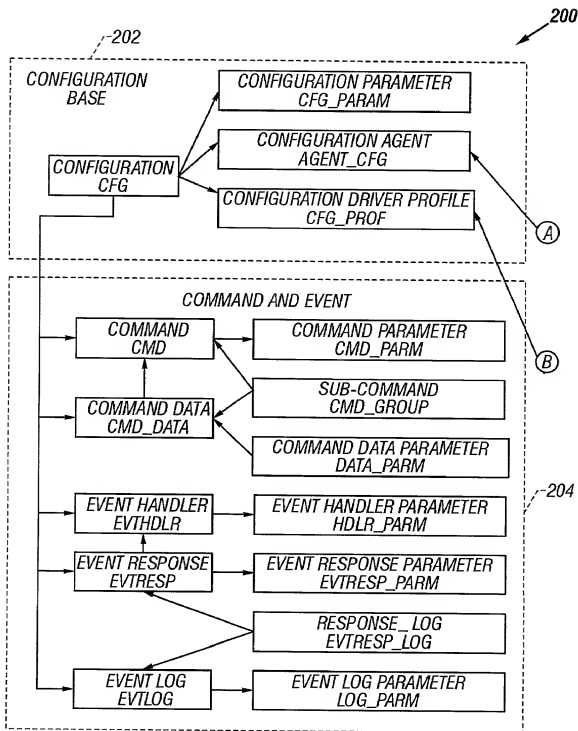 200
202
CONFIGURATION
BASE
CONFIGURATION PARAMETER
CFG_PARAM
CONFIGURATION AGENT
AGENT_CFG
CONFIGURATION
CFG
CONFIGURATION DRIVER PROFILE
CFG_PROF
A
B
COMMAND AND EVENT
COMMAND
CMD
COMMAND PARAMETER
CMD_PARM
SUB-COMMAND
CMD_GROUP
COMMAND DATA
CMD_DATA
COMMAND DATA PARAMETER
DATA_PARM
204
EVENT HANDLER
EVTHDLR
EVENT HANDLER PARAMETER
HDLR_PARM
EVENT RESPONSE
EVTRESP
EVENT RESPONSE PARAMETER
EVTRESP_PARM
RESPONSE_LOG
EVTRESP_LOG
EVENT LOG
EVTLOG
EVENT LOG PARAMETER
LOG_PARM